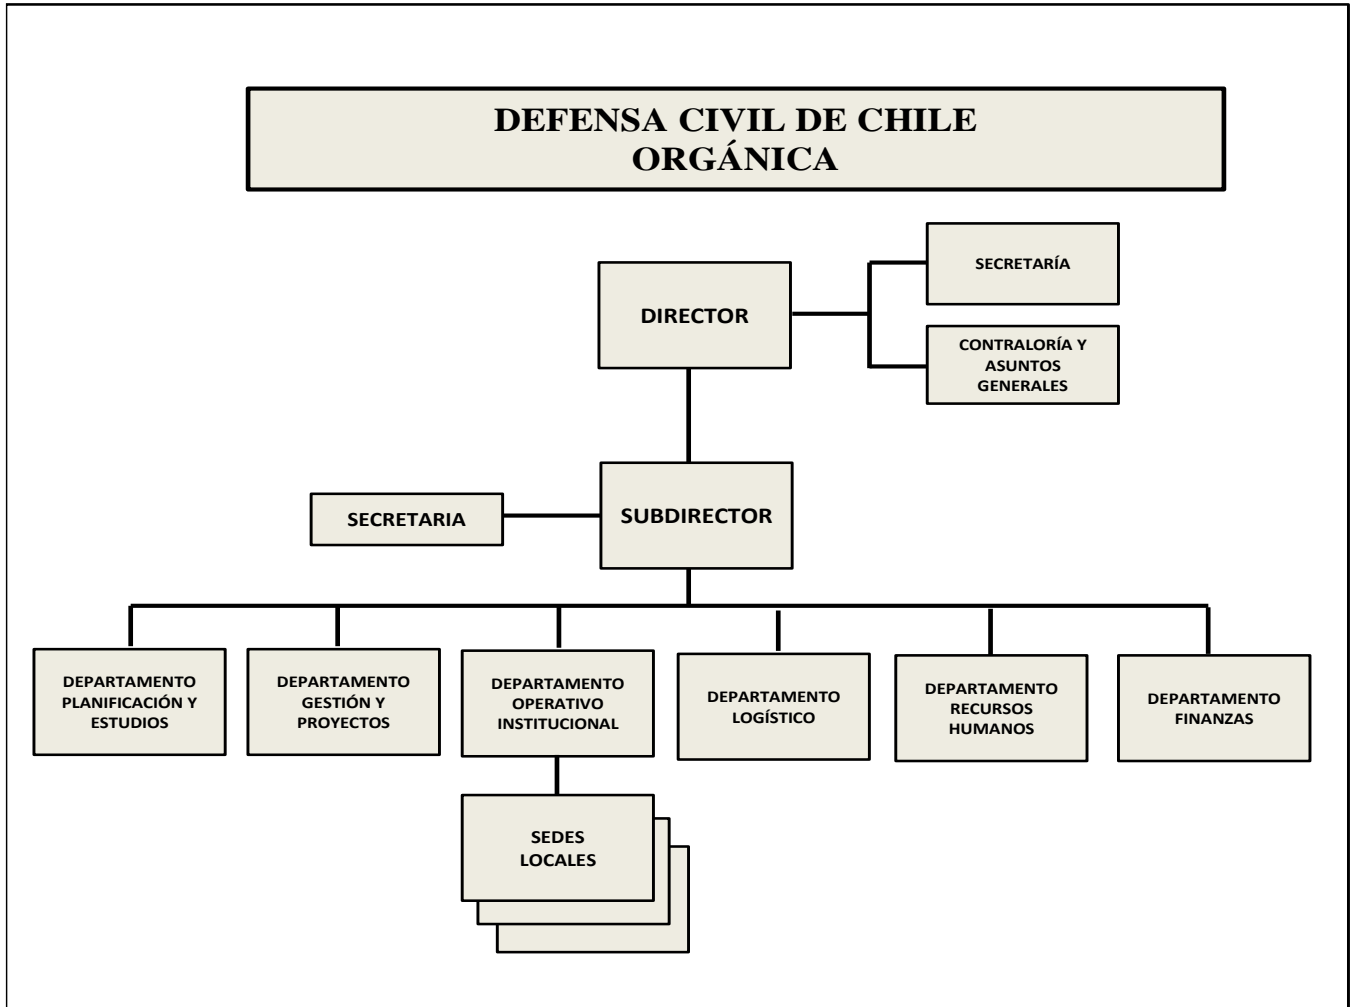 DEFENSA CIVIL DE CHILE
ORGÁNICA
SECRETARÍA
DIRECTOR
CONTRALORÍA Y
ASUNTOS
GENERALES
SECRETARIA
SUBDIRECTOR
DEPARTAMENTO
PLANIFICACIÓN Y
ESTUDIOS
DEPARTAMENTO
GESTIÓN Y
PROYECTOS
DEPARTAMENTO
OPERATIVO
INSTITUCIONAL
DEPARTAMENTO
LOGÍSTICO
DEPARTAMENTO
RECURSOS
HUMANOS
DEPARTAMENTO
FINANZAS
SEDES
LOCALES